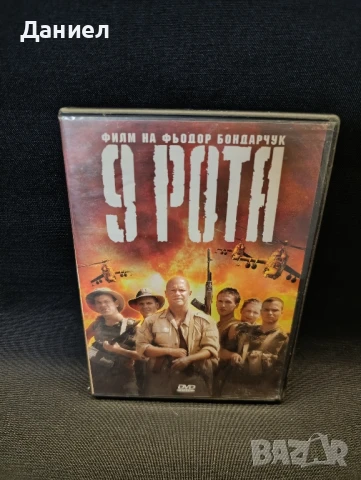 Даниел
ФИЛМ НА ФЬОДОР БОНДАРЧУК
9 РОТА
DVD
BAZAR